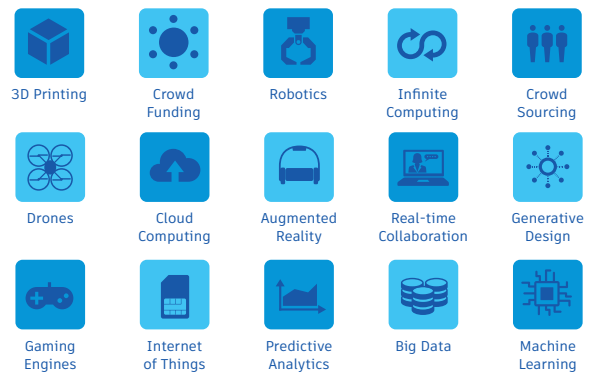 3D Printing
Crowd
Funding
Robotics
Infinite
Computing
Crowd
Sourcing
Drones
Cloud
Computing
Augmented
Reality
Real-time
Collaboration
Generative
Design
Gaming
Engines
Internet
of Things
Predictive
Analytics
Big Data
Machine
Learning